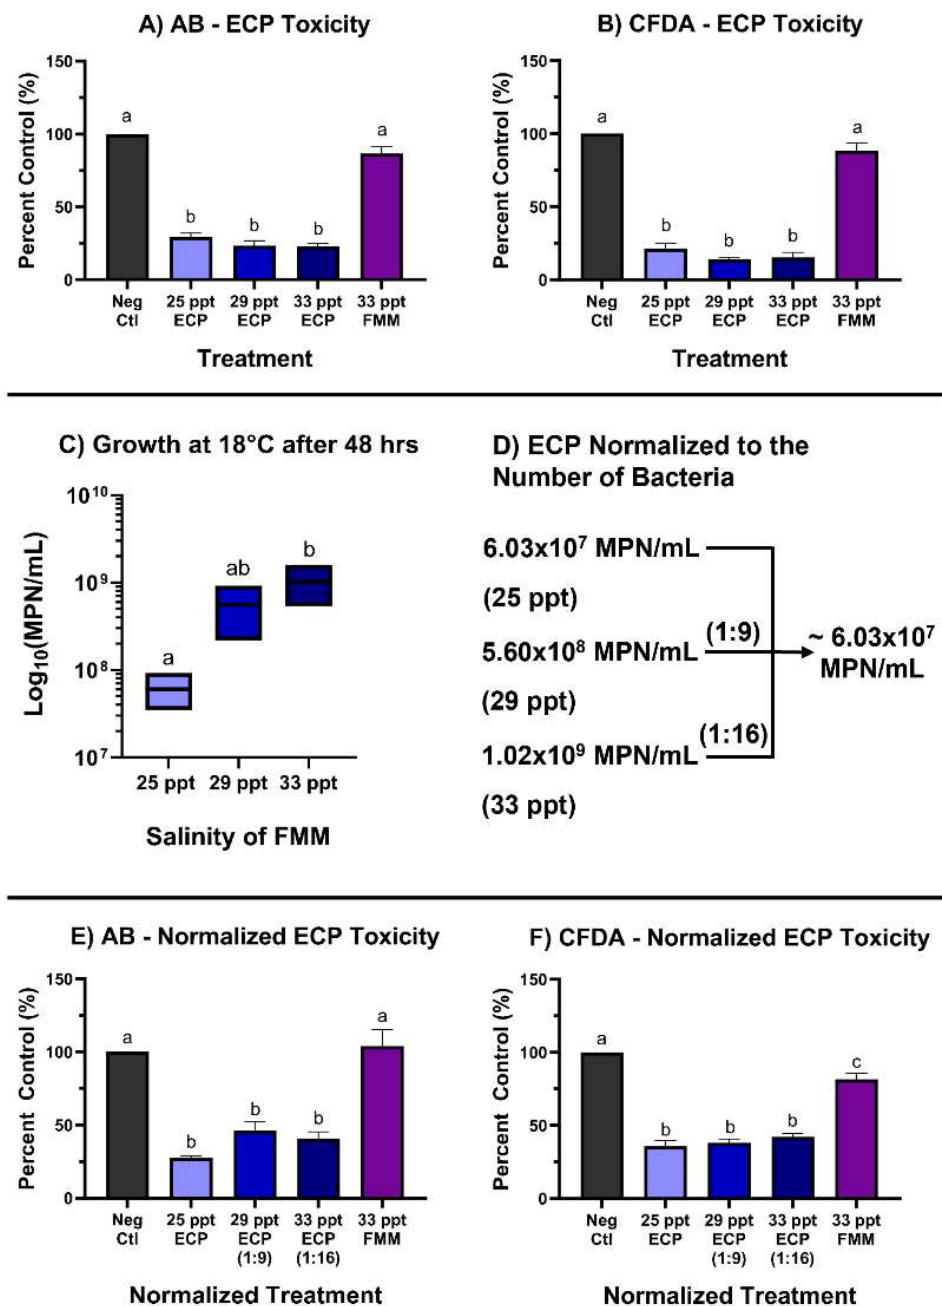 A) AB - ECP Toxicity
Percent Control (%)
150
100
50
0
a
b
b
b
a
Neg Ctl
25 ppt ECP
29 ppt ECP
33 ppt ECP
33 ppt FMM
Treatment
B) CFDA - ECP Toxicity
Percent Control (%)
150
100
50
0
a
b
b
b
a
Neg Ctl
25 ppt ECP
29 ppt ECP
33 ppt ECP
33 ppt FMM
Treatment
C) Growth at 18°C after 48 hrs
Log₁₀(MPN/mL)
10¹⁰
10⁹
10⁸
10⁷
a
ab
b
25 ppt
29 ppt
33 ppt
Salinity of FMM
D) ECP Normalized to the
Number of Bacteria
6.03x10⁷ MPN/mL
(25 ppt)
5.60x10⁸ MPN/mL
(29 ppt)
1.02x10⁹ MPN/mL
(33 ppt)
(1:9)
(1:16)
~ 6.03x10⁷
MPN/mL
E) AB - Normalized ECP Toxicity
Percent Control (%)
150
100
50
0
a
b
b
b
a
Neg Ctl
25 ppt ECP
29 ppt ECP (1:9)
33 ppt ECP (1:16)
33 ppt FMM
Normalized Treatment
F) CFDA - Normalized ECP Toxicity
Percent Control (%)
150
100
50
0
a
b
b
b
c
Neg Ctl
25 ppt ECP
29 ppt ECP (1:9)
33 ppt ECP (1:16)
33 ppt FMM
Normalized Treatment